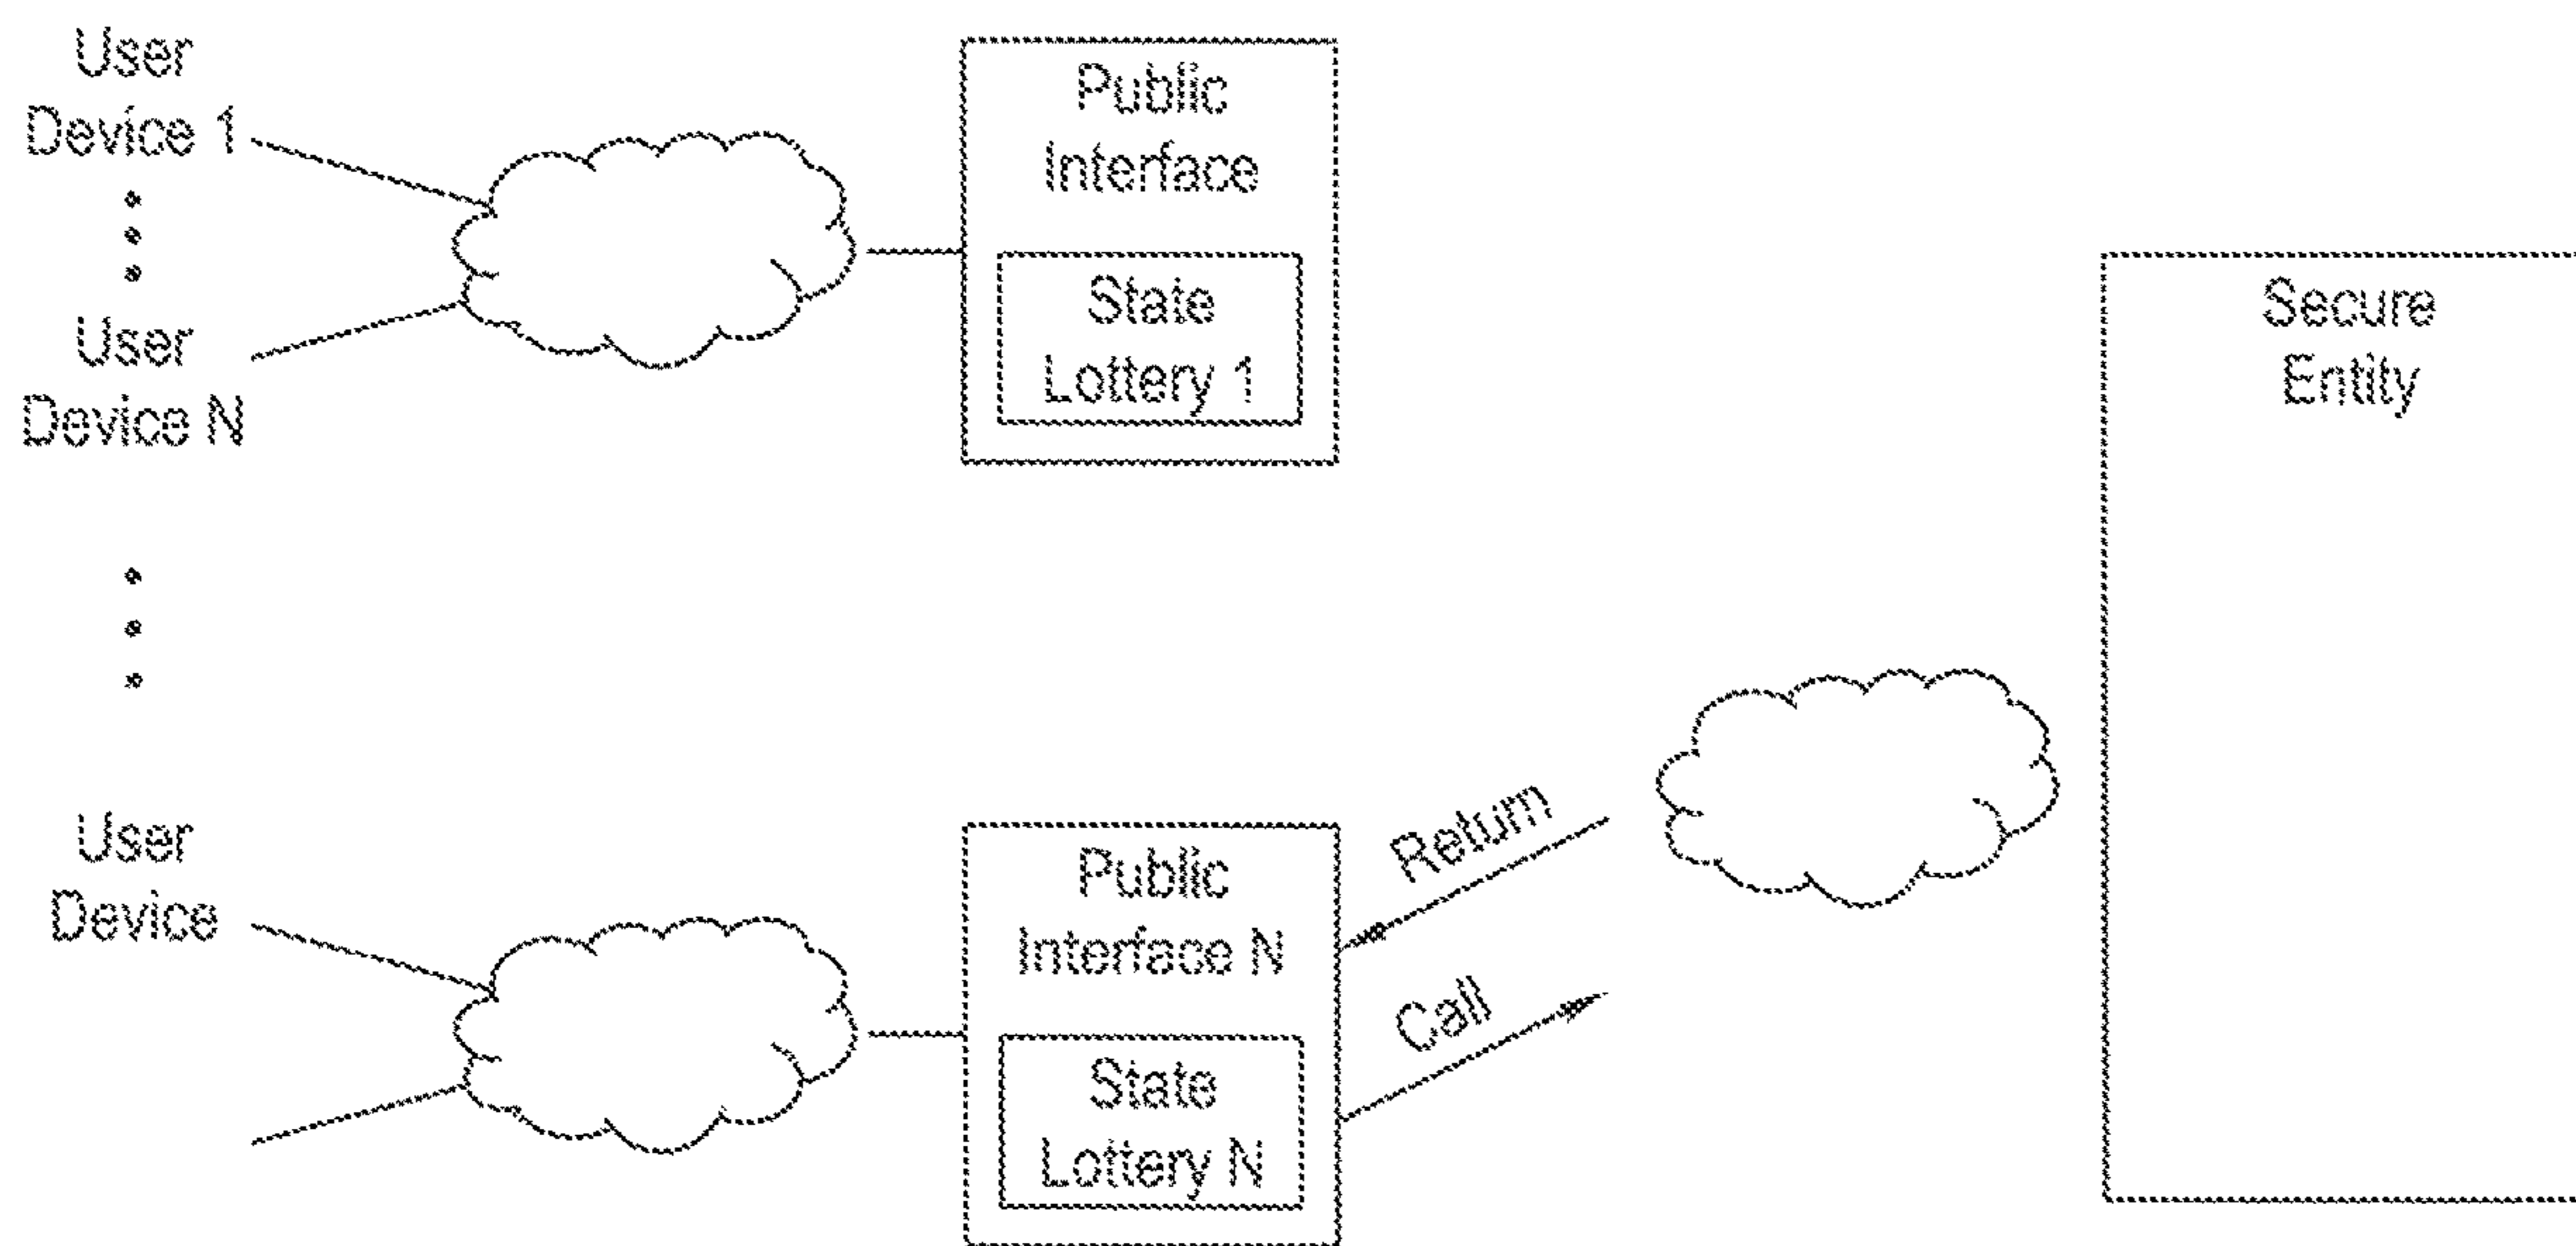 User
Device 1
User
Device N
Public
Interface
State
Lottery 1
Secure
Entity
User
Device
Public
Interface N
State
Lottery N
Return
Call